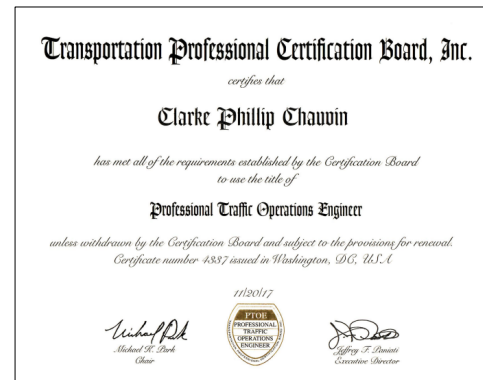 Transportation Professional Certification Board, Inc.
certifies that
Clarke Phillip Chauvin
has met all of the requirements established by the Certification Board
to use the title of
Professional Traffic Operations Engineer
unless withdrawn by the Certification Board and subject to the provisions for renewal.
Certificate number 4337 issued in Washington, DC, USA
11/20/17
PTOE
PROFESSIONAL
TRAFFIC
OPERATIONS
ENGINEER
Michael K. Park
Chair
Jeffrey F. Paniati
Executive Director